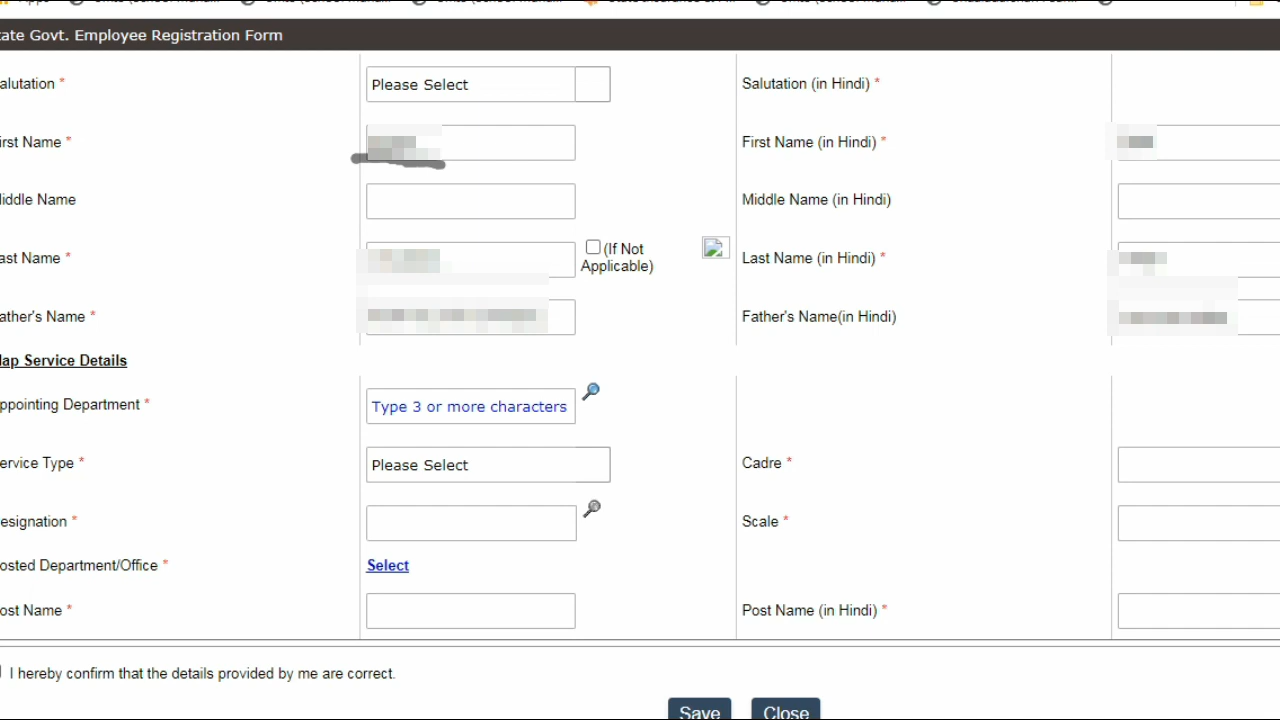 ate Govt. Employee Registration Form
alutation * Please Select Salutation (in Hindi) *
irst Name * First Name (in Hindi) *
iddle Name Middle Name (in Hindi)
ast Name * (If Not Applicable) Last Name (in Hindi) *
ather's Name * Father's Name(in Hindi)
ap Service Details
ppointing Department * Type 3 or more characters
ervice Type * Please Select Cadre *
esignation * Scale *
osted Department/Office * Select
ost Name * Post Name (in Hindi) *
I hereby confirm that the details provided by me are correct.
Save Close